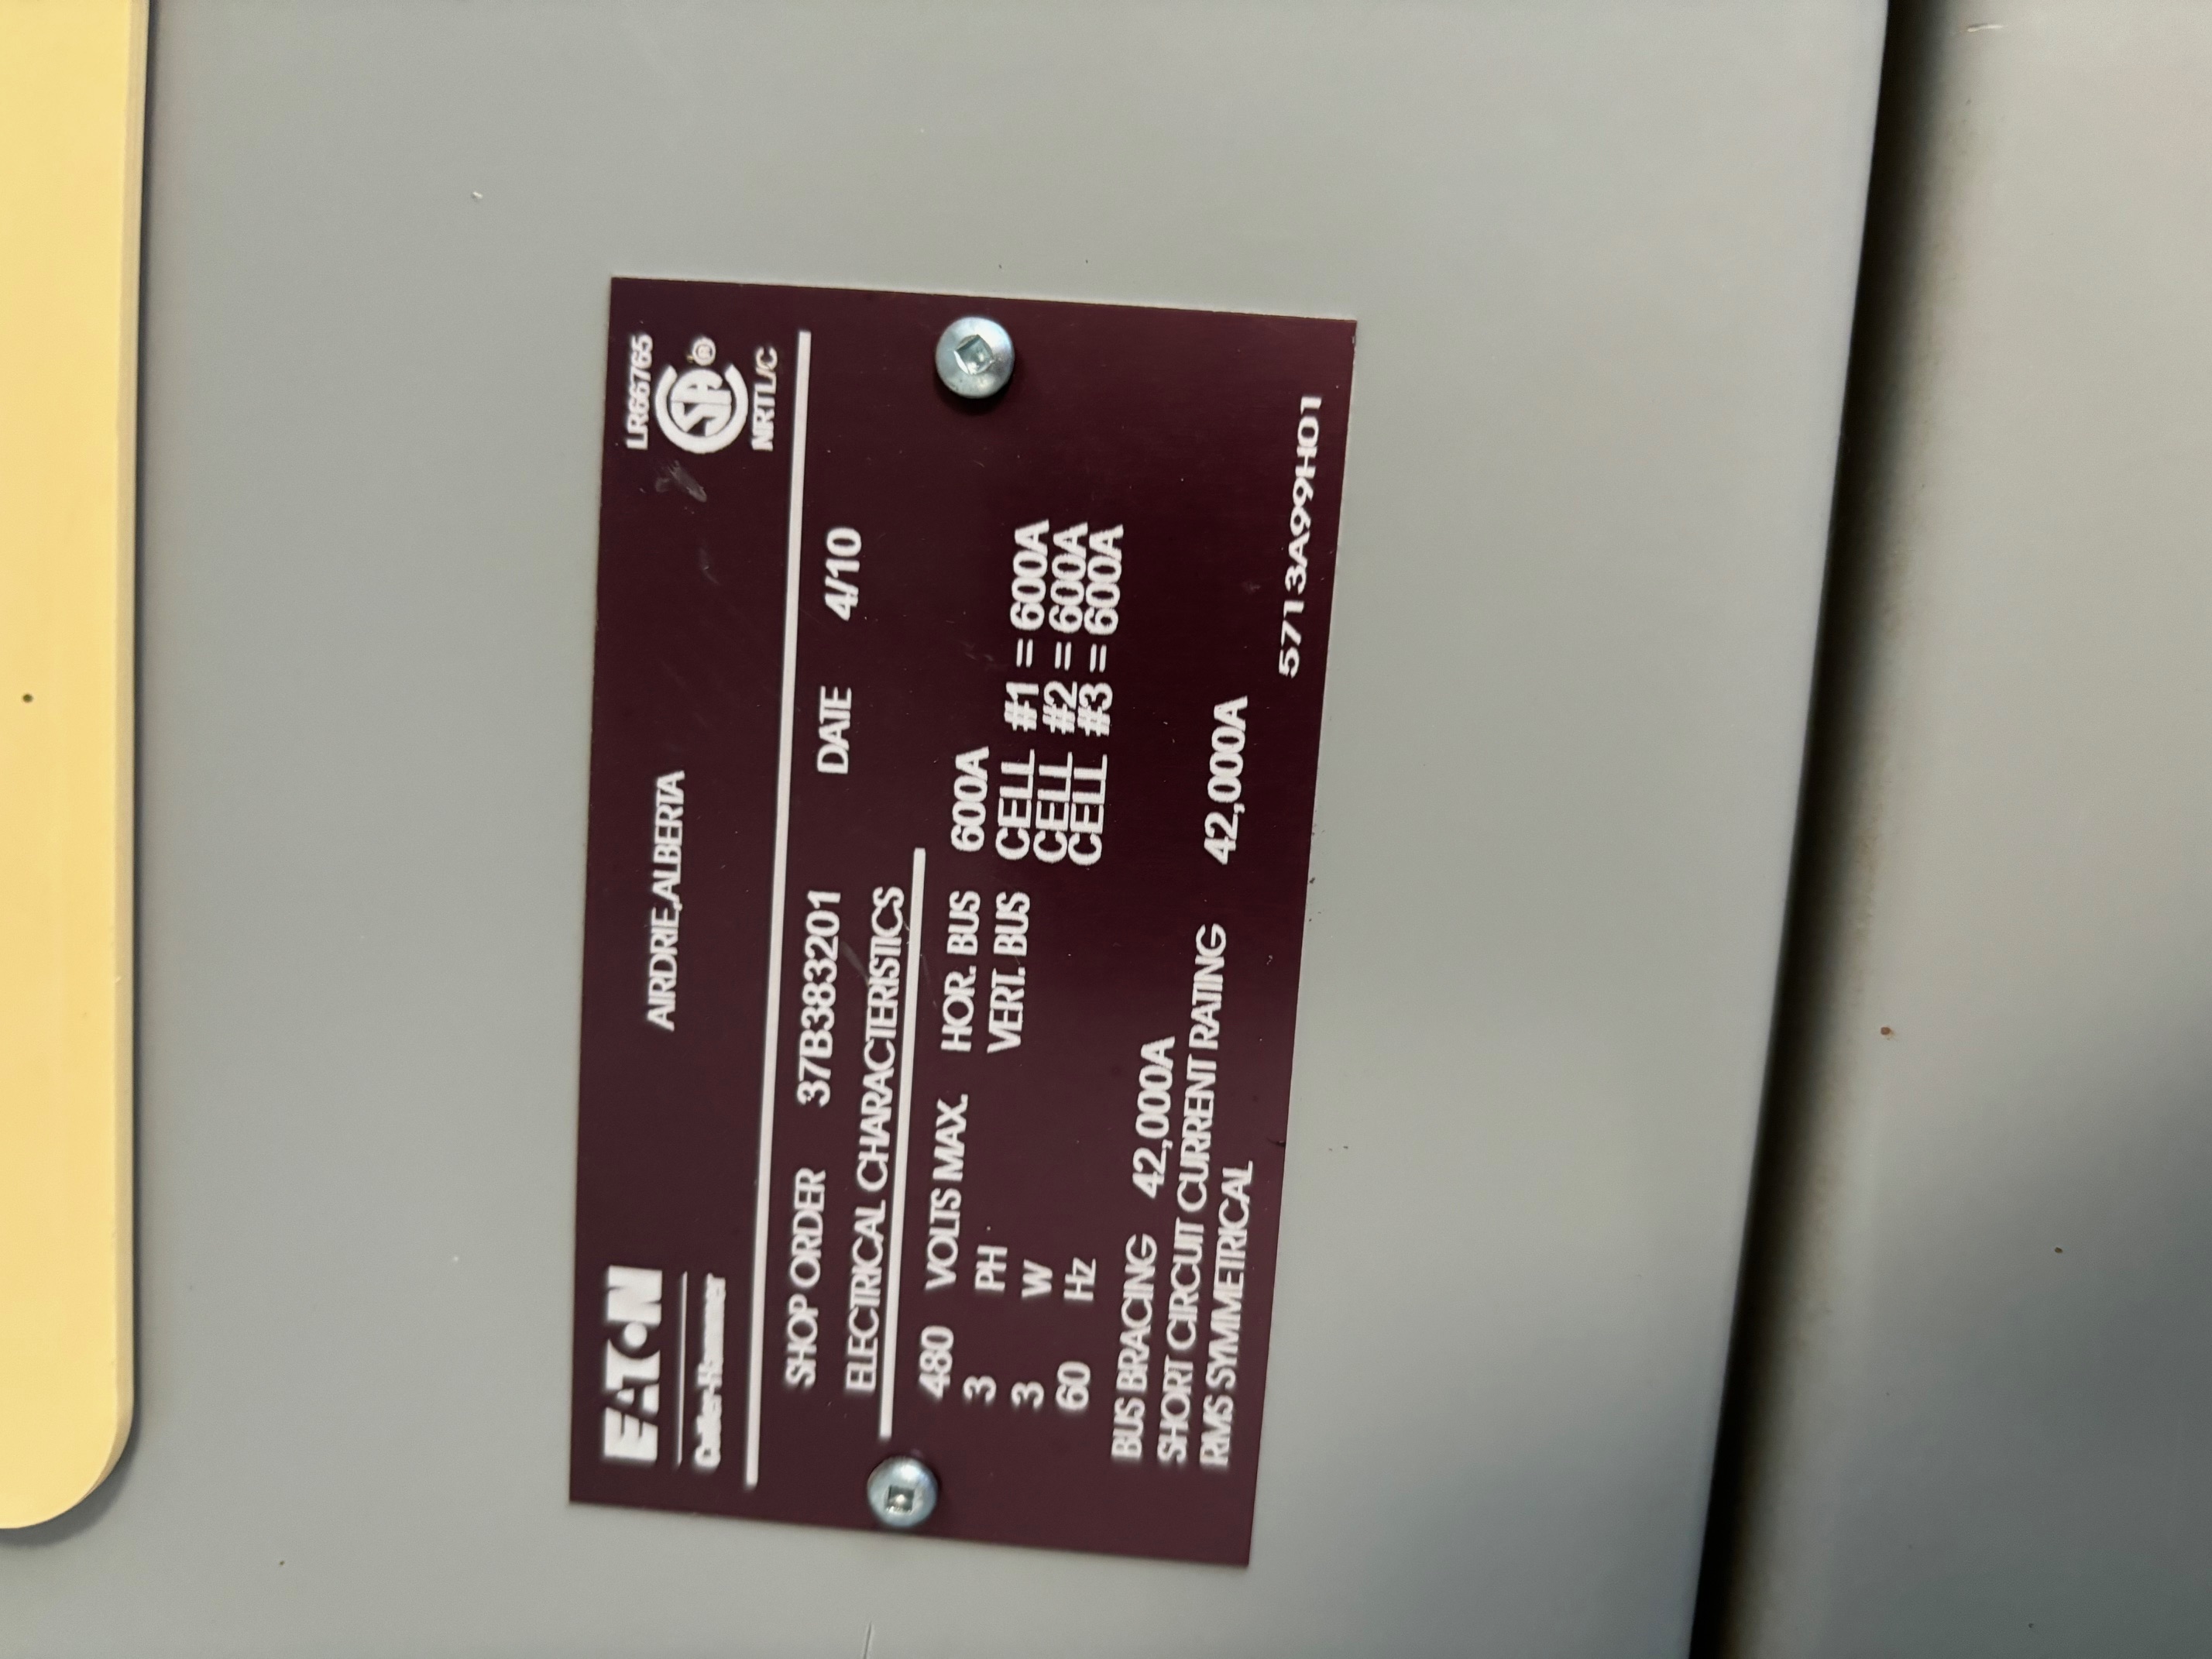 EATON
Cutler-Hammer
AIRDRIE, ALBERTA
LR66765
SA ®
NRTL/C
SHOP ORDER 37B383201 DATE 4/10
ELECTRICAL CHARACTERISTICS
480 VOLTS MAX. HOR. BUS 600A
3 PH VERT. BUS CELL #1 = 600A
3 W CELL #2 = 600A
60 Hz CELL #3 = 600A
BUS BRACING 42,000A
SHORT CIRCUIT CURRENT RATING 42,000A
RMS SYMMETRICAL
5713A99H01